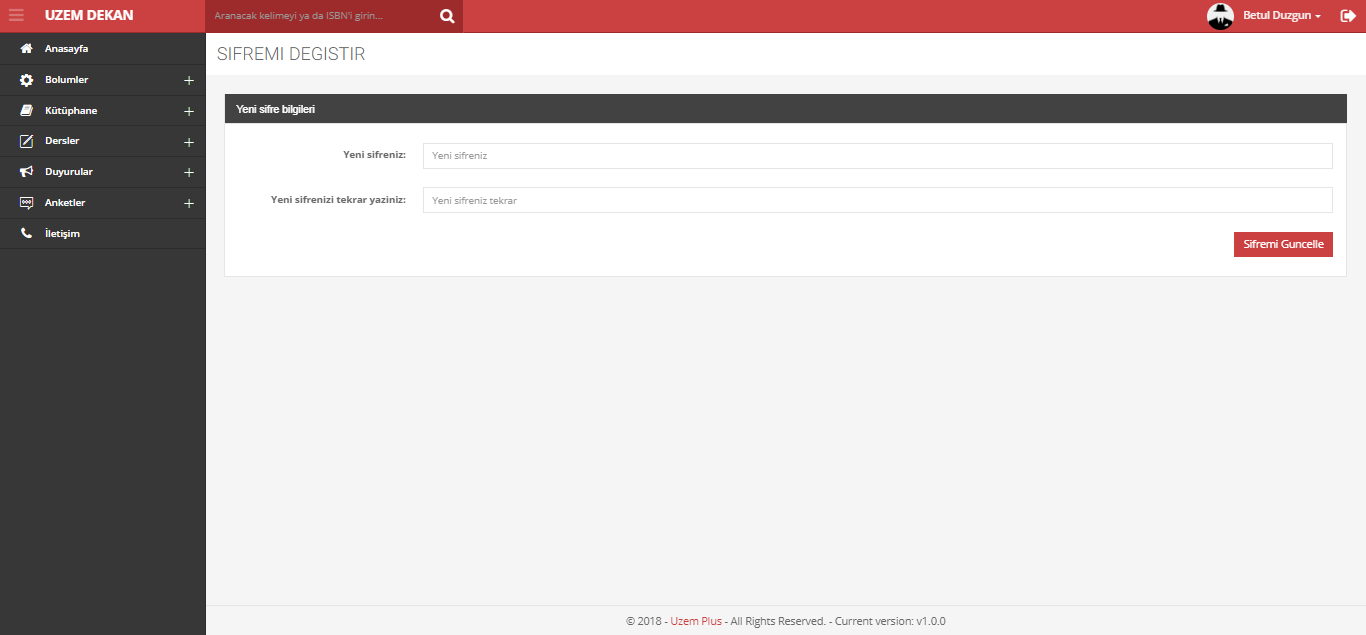 UZEM DEKAN
Aranacak kelimeyi ya da ISBN'i girin...
Betul Duzgun
Anasayfa
Bolumler
Kütüphane
Dersler
Duyurular
Anketler
İletişim
SIFREMI DEGISTIR
Yeni sifre bilgileri
Yeni sifreniz:
Yeni sifreniz
Yeni sifrenizi tekrar yaziniz:
Yeni sifreniz tekrar
Sifremi Guncelle
© 2018 - Uzem Plus - All Rights Reserved. - Current version: v1.0.0